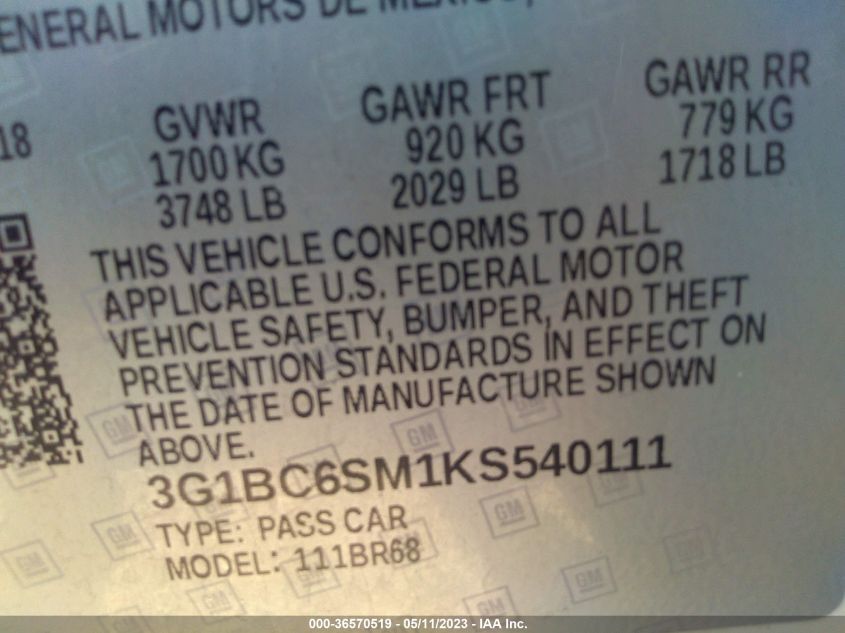 ENERAL MOTORS DE MEXICO,
18
GVWR GAWR FRT GAWR RR
1700 KG 920 KG 779 KG
3748 LB 2029 LB 1718 LB
THIS VEHICLE CONFORMS TO ALL
APPLICABLE U.S. FEDERAL MOTOR
VEHICLE SAFETY, BUMPER, AND THEFT
PREVENTION STANDARDS IN EFFECT ON
THE DATE OF MANUFACTURE SHOWN
ABOVE.
3G1BC6SM1KS540111
TYPE: PASS CAR
MODEL: 111BR68
GM
000-36570519 - 05/11/2023 - IAA Inc.